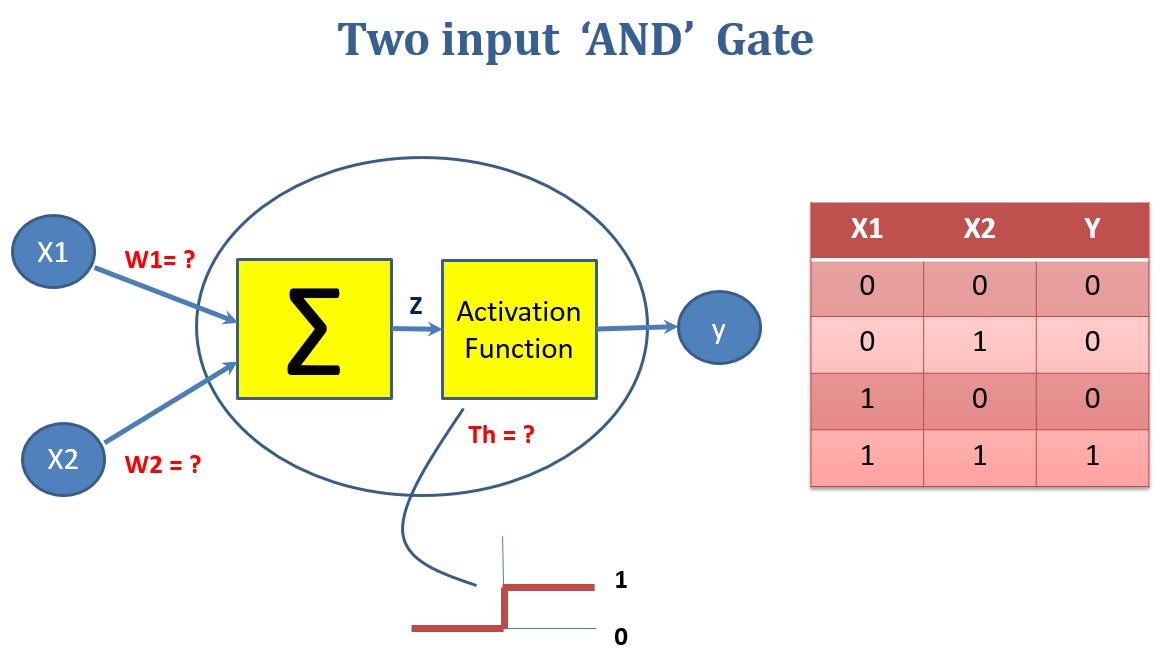 Two input ‘AND’ Gate
X1
W1= ?
X2
W2 = ?
Σ
Z
Activation
Function
Th = ?
y
1
0
X1 X2 Y
0 0 0
0 1 0
1 0 0
1 1 1